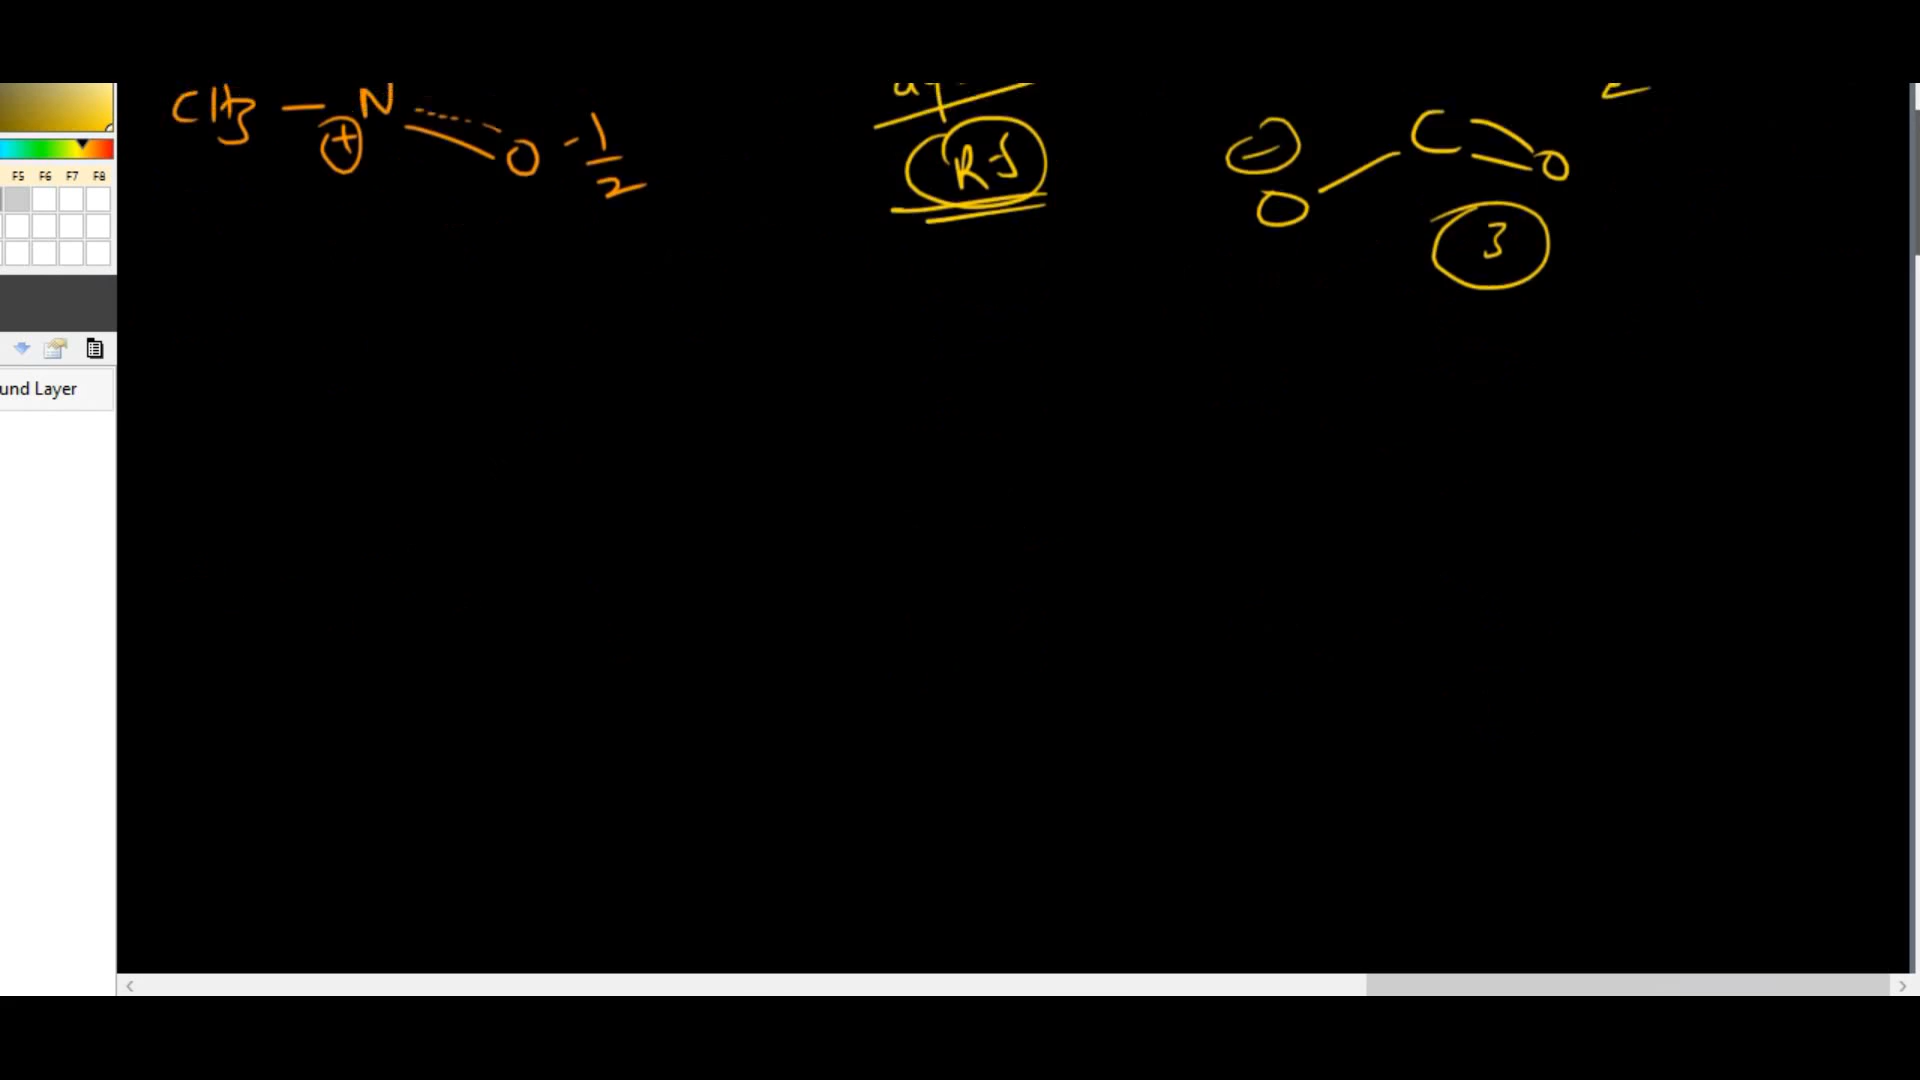 CH3 — N O -1/2
⊕
R-S
⊖ C O
O
3
F5 F6 F7 F8
und Layer